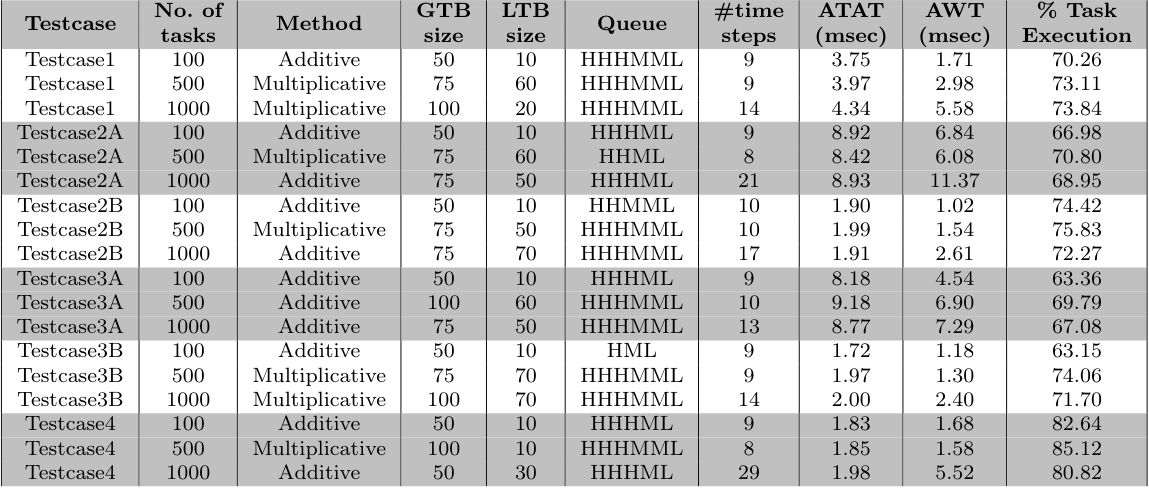 Testcase No. of tasks Method GTB size LTB size Queue #time steps ATAT (msec) AWT (msec) % Task Execution
Testcase1 100 Additive 50 10 HHHMML 9 3.75 1.71 70.26
Testcase1 500 Multiplicative 75 60 HHHMML 9 3.97 2.98 73.11
Testcase1 1000 Multiplicative 100 20 HHHMML 14 4.34 5.58 73.84
Testcase2A 100 Additive 50 10 HHHML 9 8.92 6.84 66.98
Testcase2A 500 Multiplicative 75 60 HHML 8 8.42 6.08 70.80
Testcase2A 1000 Additive 75 50 HHHML 21 8.93 11.37 68.95
Testcase2B 100 Additive 50 10 HHMML 10 1.90 1.02 74.42
Testcase2B 500 Multiplicative 75 50 HHHMML 10 1.99 1.54 75.83
Testcase2B 1000 Additive 75 70 HHHMML 17 1.91 2.61 72.27
Testcase3A 100 Additive 50 10 HHHML 9 8.18 4.54 63.36
Testcase3A 500 Additive 100 60 HHHMML 10 9.18 6.90 69.79
Testcase3A 1000 Additive 75 50 HHHMML 13 8.77 7.29 67.08
Testcase3B 100 Additive 50 10 HML 9 1.72 1.18 63.15
Testcase3B 500 Multiplicative 75 70 HHHMML 9 1.97 1.30 74.06
Testcase3B 1000 Multiplicative 100 70 HHHMML 14 2.00 2.40 71.70
Testcase4 100 Additive 50 10 HHHML 9 1.83 1.68 82.64
Testcase4 500 Multiplicative 100 10 HHHMML 8 1.85 1.58 85.12
Testcase4 1000 Additive 50 30 HHHML 29 1.98 5.52 80.82